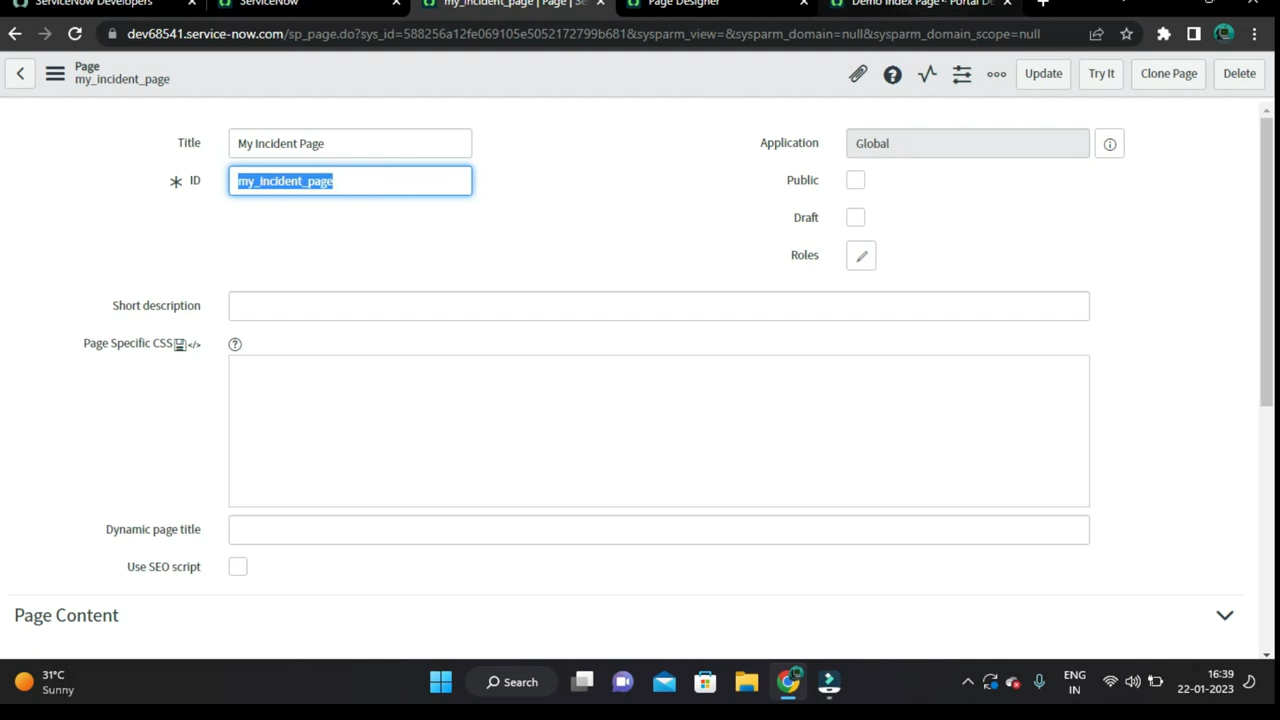 ServiceNow Developers
ServiceNow
my_incident_page | Page | Se
Page Designer
Demo Index Page - Portal De
dev68541.service-now.com/sp_page.do?sys_id=588256a12fe069105e5052172799b681&sysparm_view=&sysparm_domain=null&sysparm_domain_scope=null
Page
my_incident_page
Update
Try It
Clone Page
Delete
Title
My Incident Page
Application
Global
ID
my_incident_page
Public
Draft
Roles
Short description
Page Specific CSS
Dynamic page title
Use SEO script
Page Content
31°C
Sunny
Search
ENG
IN
16:39
22-01-2023